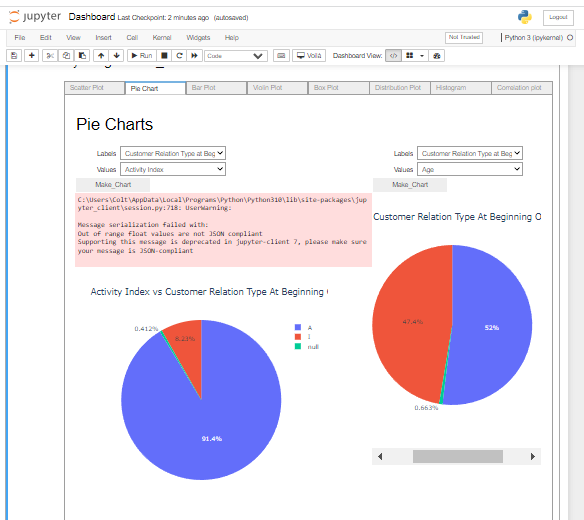 jupyter Dashboard Last Checkpoint: 2 minutes ago (autosaved)
Logout
File Edit View Insert Cell Kernel Widgets Help
Not Trusted
Python 3 (ipykernel)
Run
Code
Voilà
Dashboard View:
Scatter Plot Pie Chart Bar Plot Violin Plot Box Plot Distribution Plot Histogram Correlation plot
Pie Charts
Labels Customer Relation Type at Beg
Values Activity Index
Make_Chart
C:\Users\Colt\AppData\Local\Programs\Python\Python310\lib\site-packages\jup
yter_client\session.py:718: UserWarning:
Message serialization failed with:
Out of range float values are not JSON compliant
Supporting this message is deprecated in jupyter-client 7, please make sure
your message is JSON-compliant
Activity Index vs Customer Relation Type At Beginning
0.412%
8.23%
91.4%
A
I
null
Labels Customer Relation Type at Beg
Values Age
Make_Chart
Customer Relation Type At Beginning O
47.4%
52%
0.663%